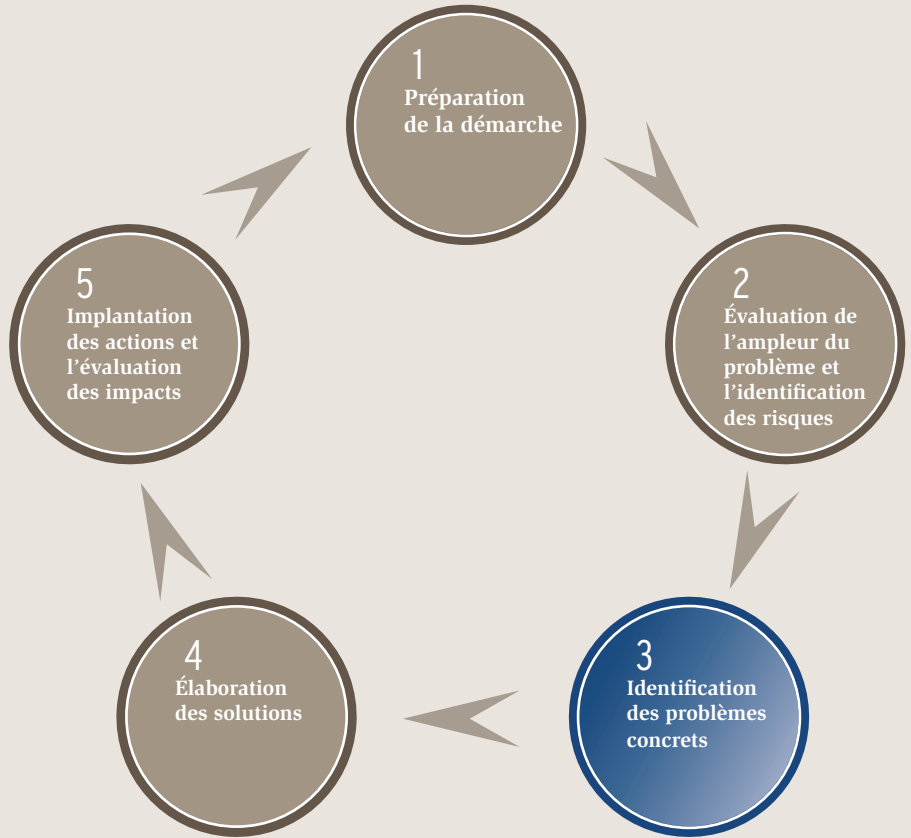 1
Préparation
de la démarche
2
Évaluation de
l'ampleur du
problème et
l'identification
des risques
3
Identification
des problèmes
concrets
4
Élaboration
des solutions
5
Implantation
des actions et
l'évaluation
des impacts